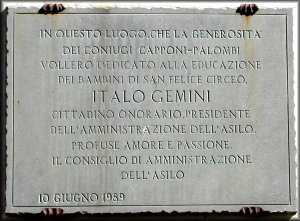 IN QUESTO LUOGO, CHE LA GENEROSITÀ
DEI CONIUGI CAPPONI-PALOMBI
VOLLERO DEDICATO ALLA EDUCAZIONE
DEI BAMBINI DI SAN FELICE CIRCEO,
ITALO GEMINI
CITTADINO ONORARIO, PRESIDENTE
DELL'AMMINISTRAZIONE DELL'ASILO,
PROFUSE AMORE E PASSIONE.
IL CONSIGLIO DI AMMINISTRAZIONE
DELL'ASILO
10 GIUGNO 1989